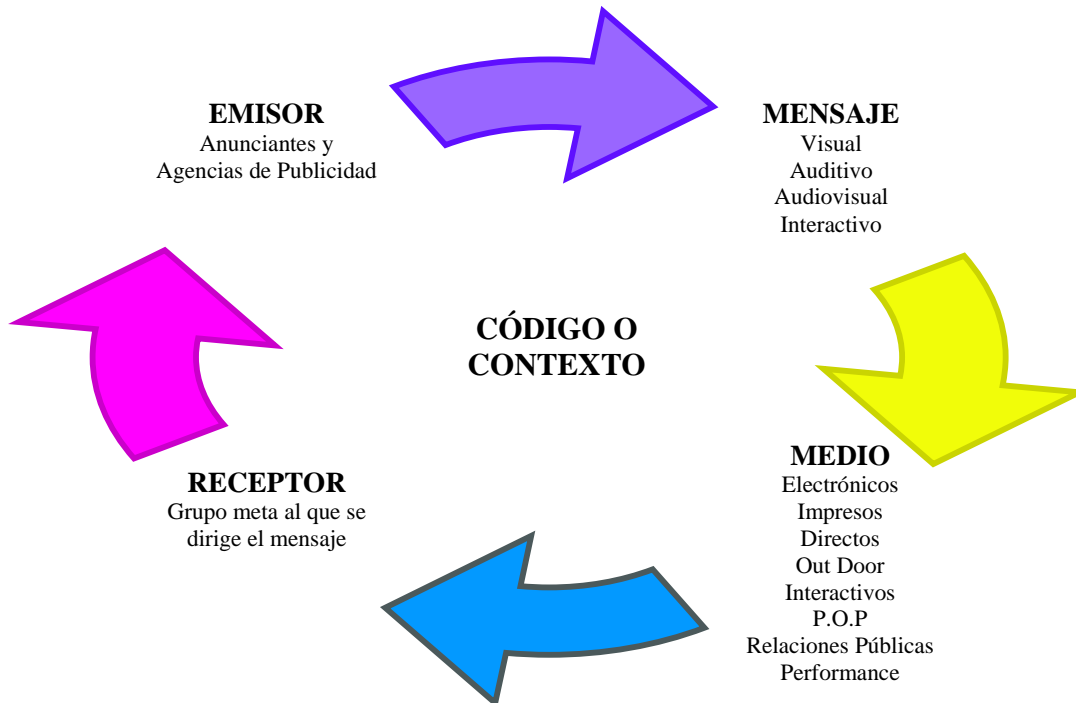 EMISOR
Anunciantes y
Agencias de Publicidad
MENSAJE
Visual
Auditivo
Audiovisual
Interactivo
CÓDIGO O
CONTEXTO
MEDIO
Electrónicos
Impresos
Directos
Out Door
Interactivos
P.O.P
Relaciones Públicas
Performance
RECEPTOR
Grupo meta al que se
dirige el mensaje